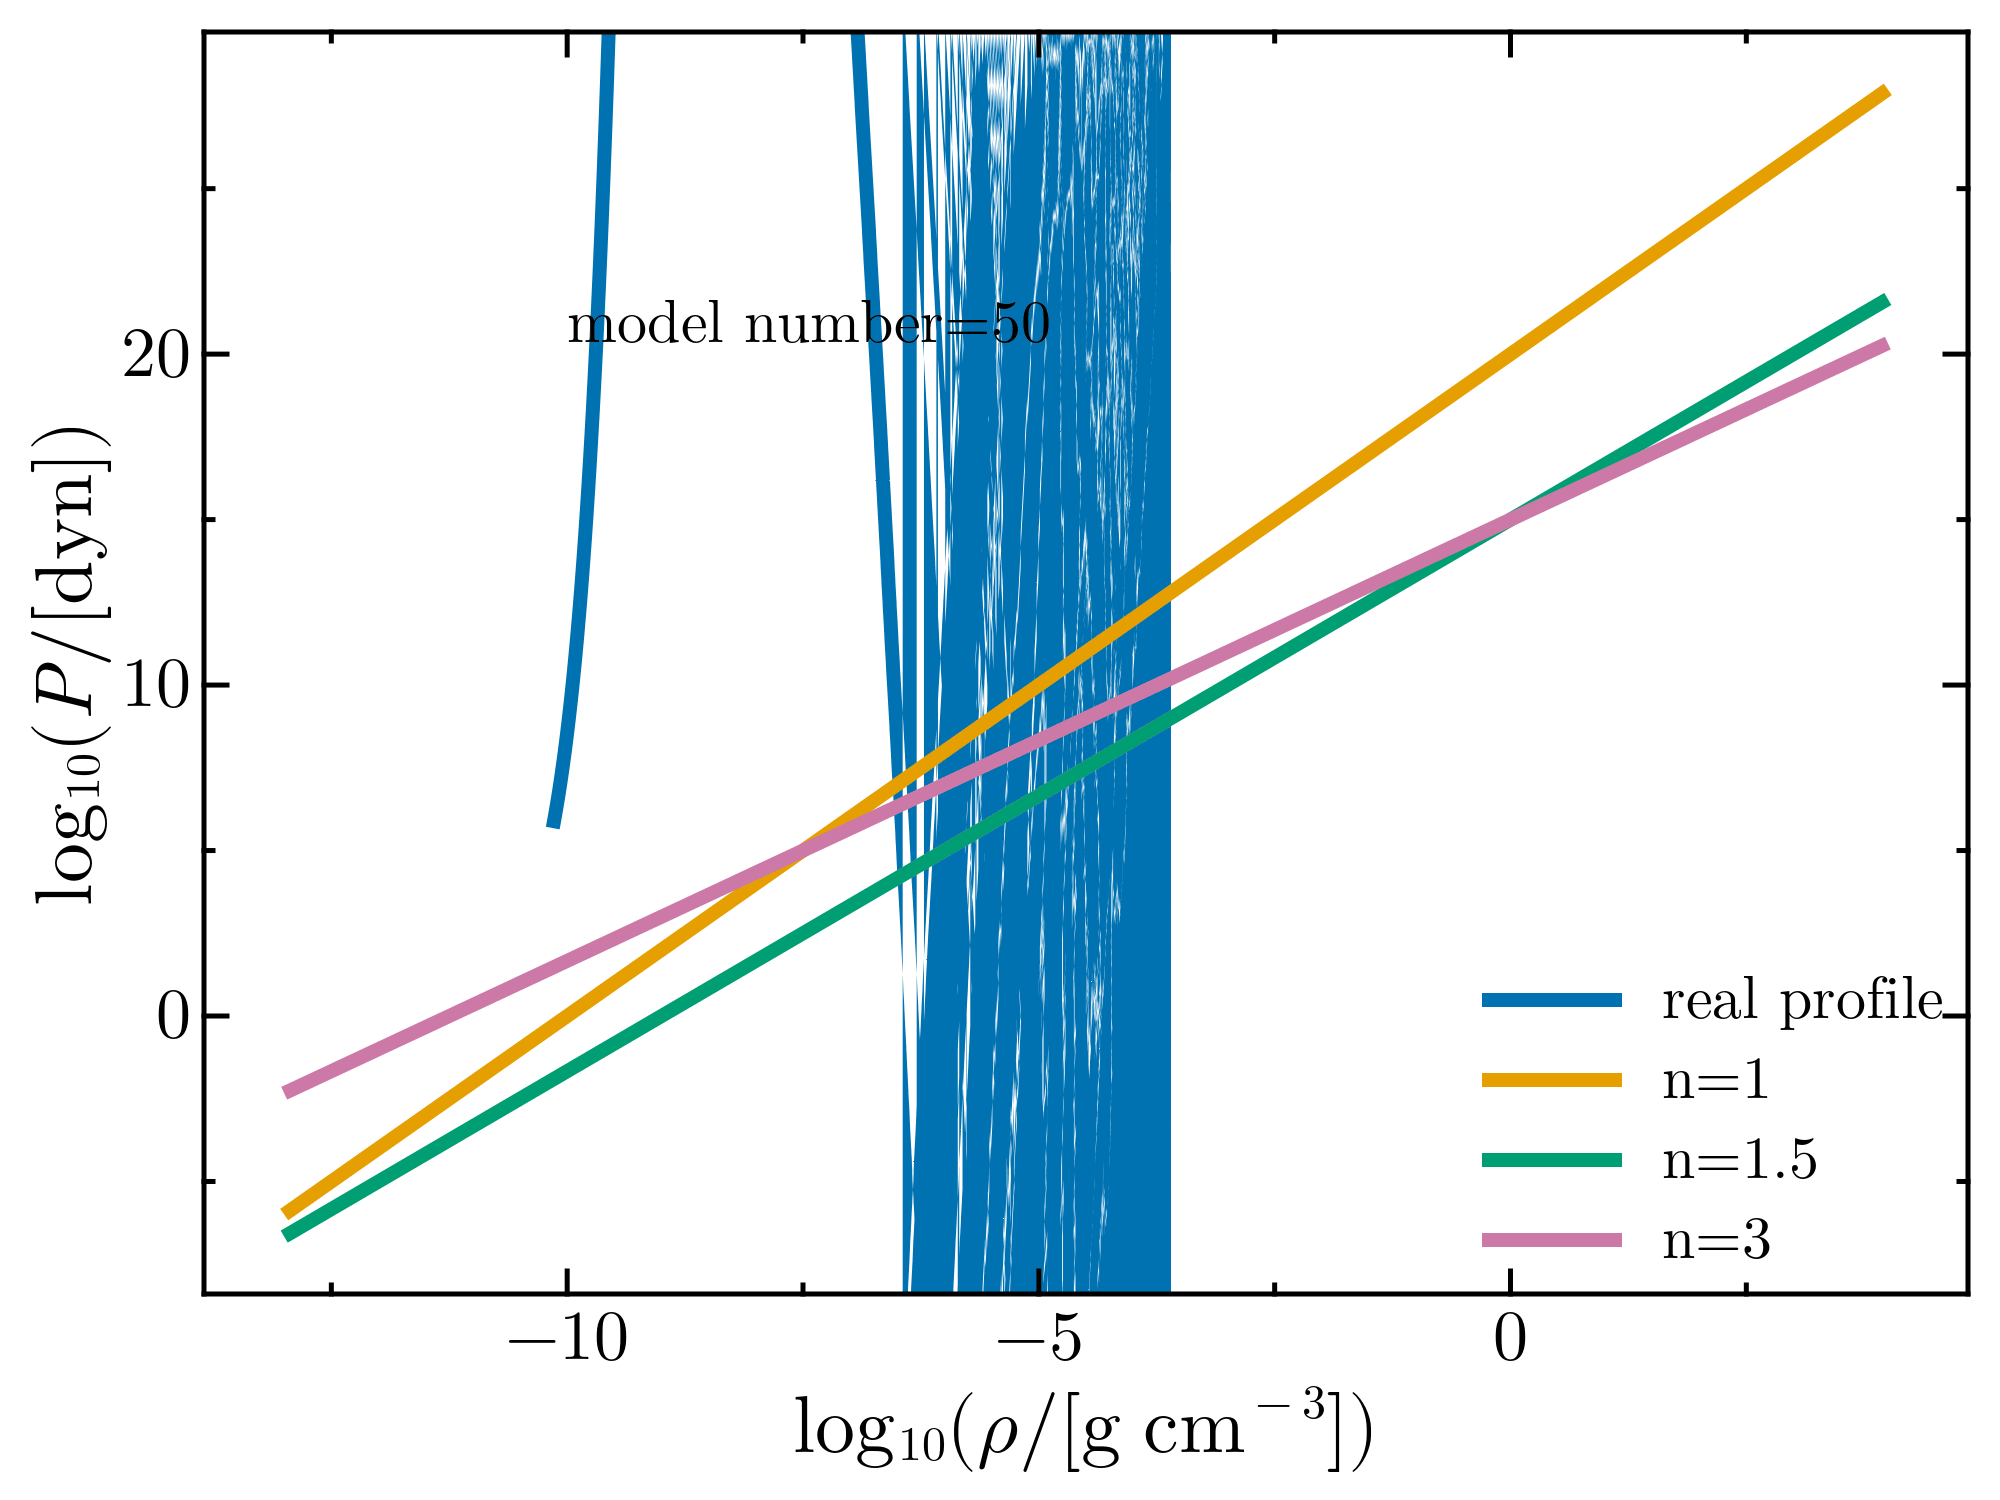 model number=50
20
10
0
log₁₀(P/[dyn])
real profile
n=1
n=1.5
n=3
−10
−5
0
log₁₀(ρ/[g cm⁻³])